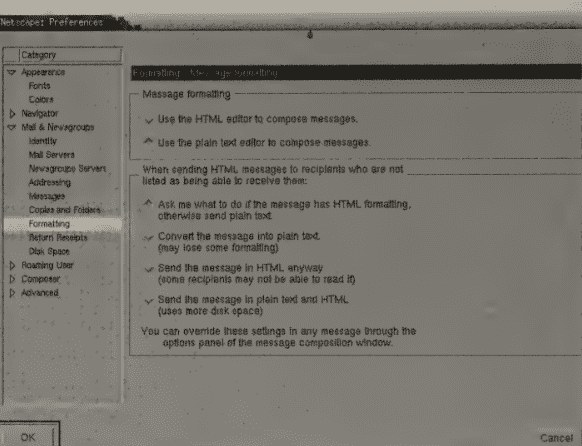 Netscape: Preferences
Category
Appearance
Fonts
Colors
Navigator
Mail & Newsgroups
Identity
Mail Servers
Newsgroups Servers
Addressing
Messages
Copies and Folders
Formatting
Return Receipts
Disk Space
Roaming User
Composer
Advanced
Formatting Message formatting
Message formatting
Use the HTML editor to compose messages.
Use the plain text editor to compose messages.
When sending HTML messages to recipients who are not
listed as being able to receive them:
Ask me what to do if the message has HTML formatting,
otherwise send plain text.
Convert the message into plain text.
(may lose some formatting)
Send the message in HTML anyway
(some recipients may not be able to read it)
Send the message in plain text and HTML
(uses more disk space)
You can override these settings in any message through the
options panel of the message composition window.
OK
Cancel